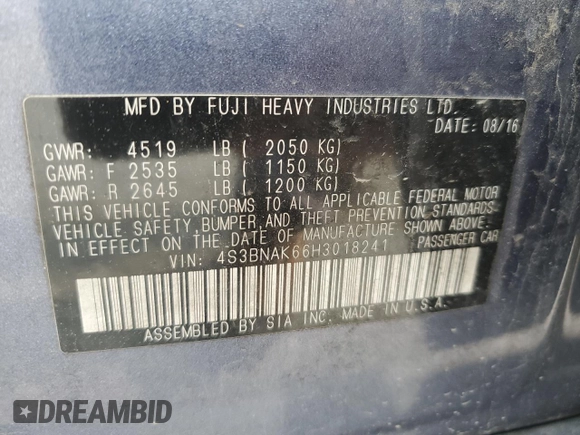 MFD BY FUJI HEAVY INDUSTRIES LTD.
DATE: 08/16
GVWR: 4519 LB ( 2050 KG)
GAWR: F 2535 LB ( 1150 KG)
GAWR: R 2645 LB ( 1200 KG)
THIS VEHICLE CONFORMS TO ALL APPLICABLE FEDERAL MOTOR
VEHICLE SAFETY, BUMPER, AND THEFT PREVENTION STANDARDS
IN EFFECT ON THE DATE OF MANUFACTURE SHOWN ABOVE.
VIN: 4S3BNAK66H3018241 PASSENGER CAR
ASSEMBLED BY SIA INC. MADE IN U.S.A.
DREAMBID